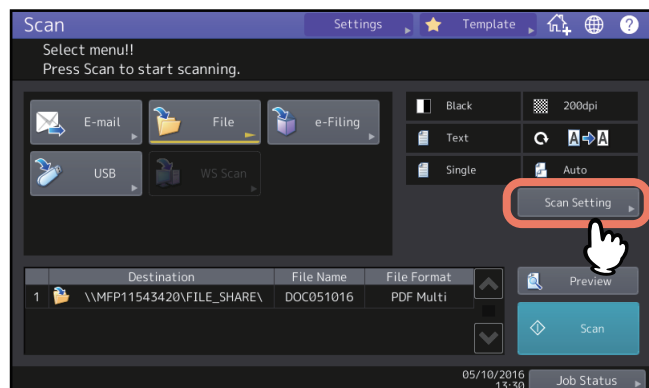 Scan
Settings
Template
?
Select menu!!
Press Scan to start scanning.
E-mail
File
e-Filing
USB
WS Scan
Black
200dpi
Text
A A
Single
Auto
Scan Setting
Destination File Name File Format
1 \\MFP11543420\FILE_SHARE\ DOC051016 PDF Multi
Preview
Scan
05/10/2016
13:30
Job Status